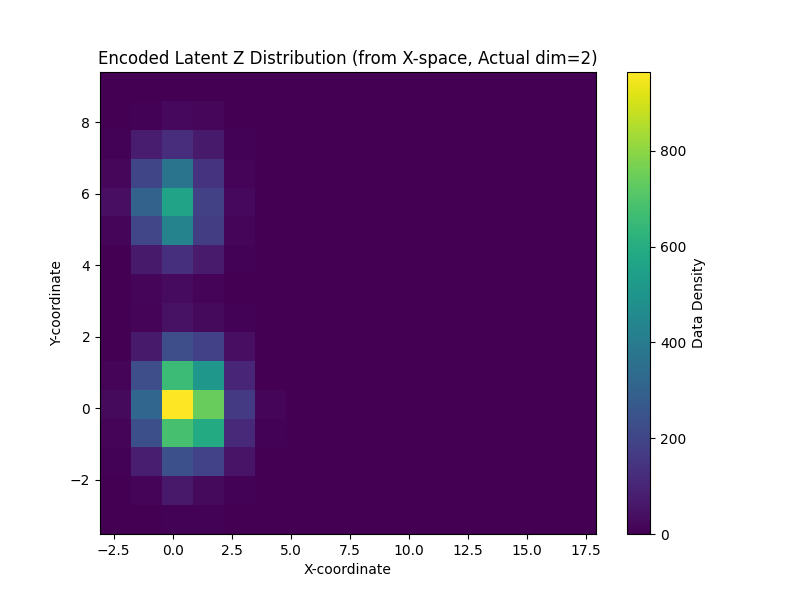 Encoded Latent Z Distribution (from X-space, Actual dim=2)
8
6
4
2
0
−2
Y-coordinate
−2.5 0.0 2.5 5.0 7.5 10.0 12.5 15.0 17.5
X-coordinate
800
600
400
200
0
Data Density